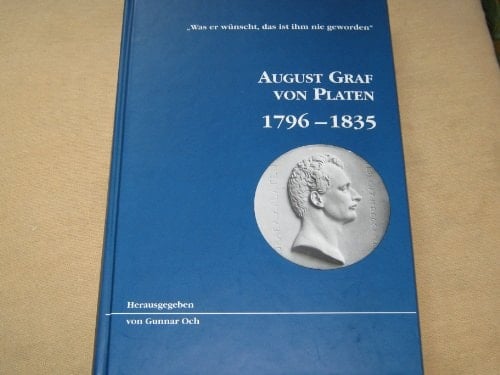 „Was er wünscht, das ist ihm nie geworden“
AUGUST GRAF
VON PLATEN
1796 – 1835
Herausgegeben
von Gunnar Och